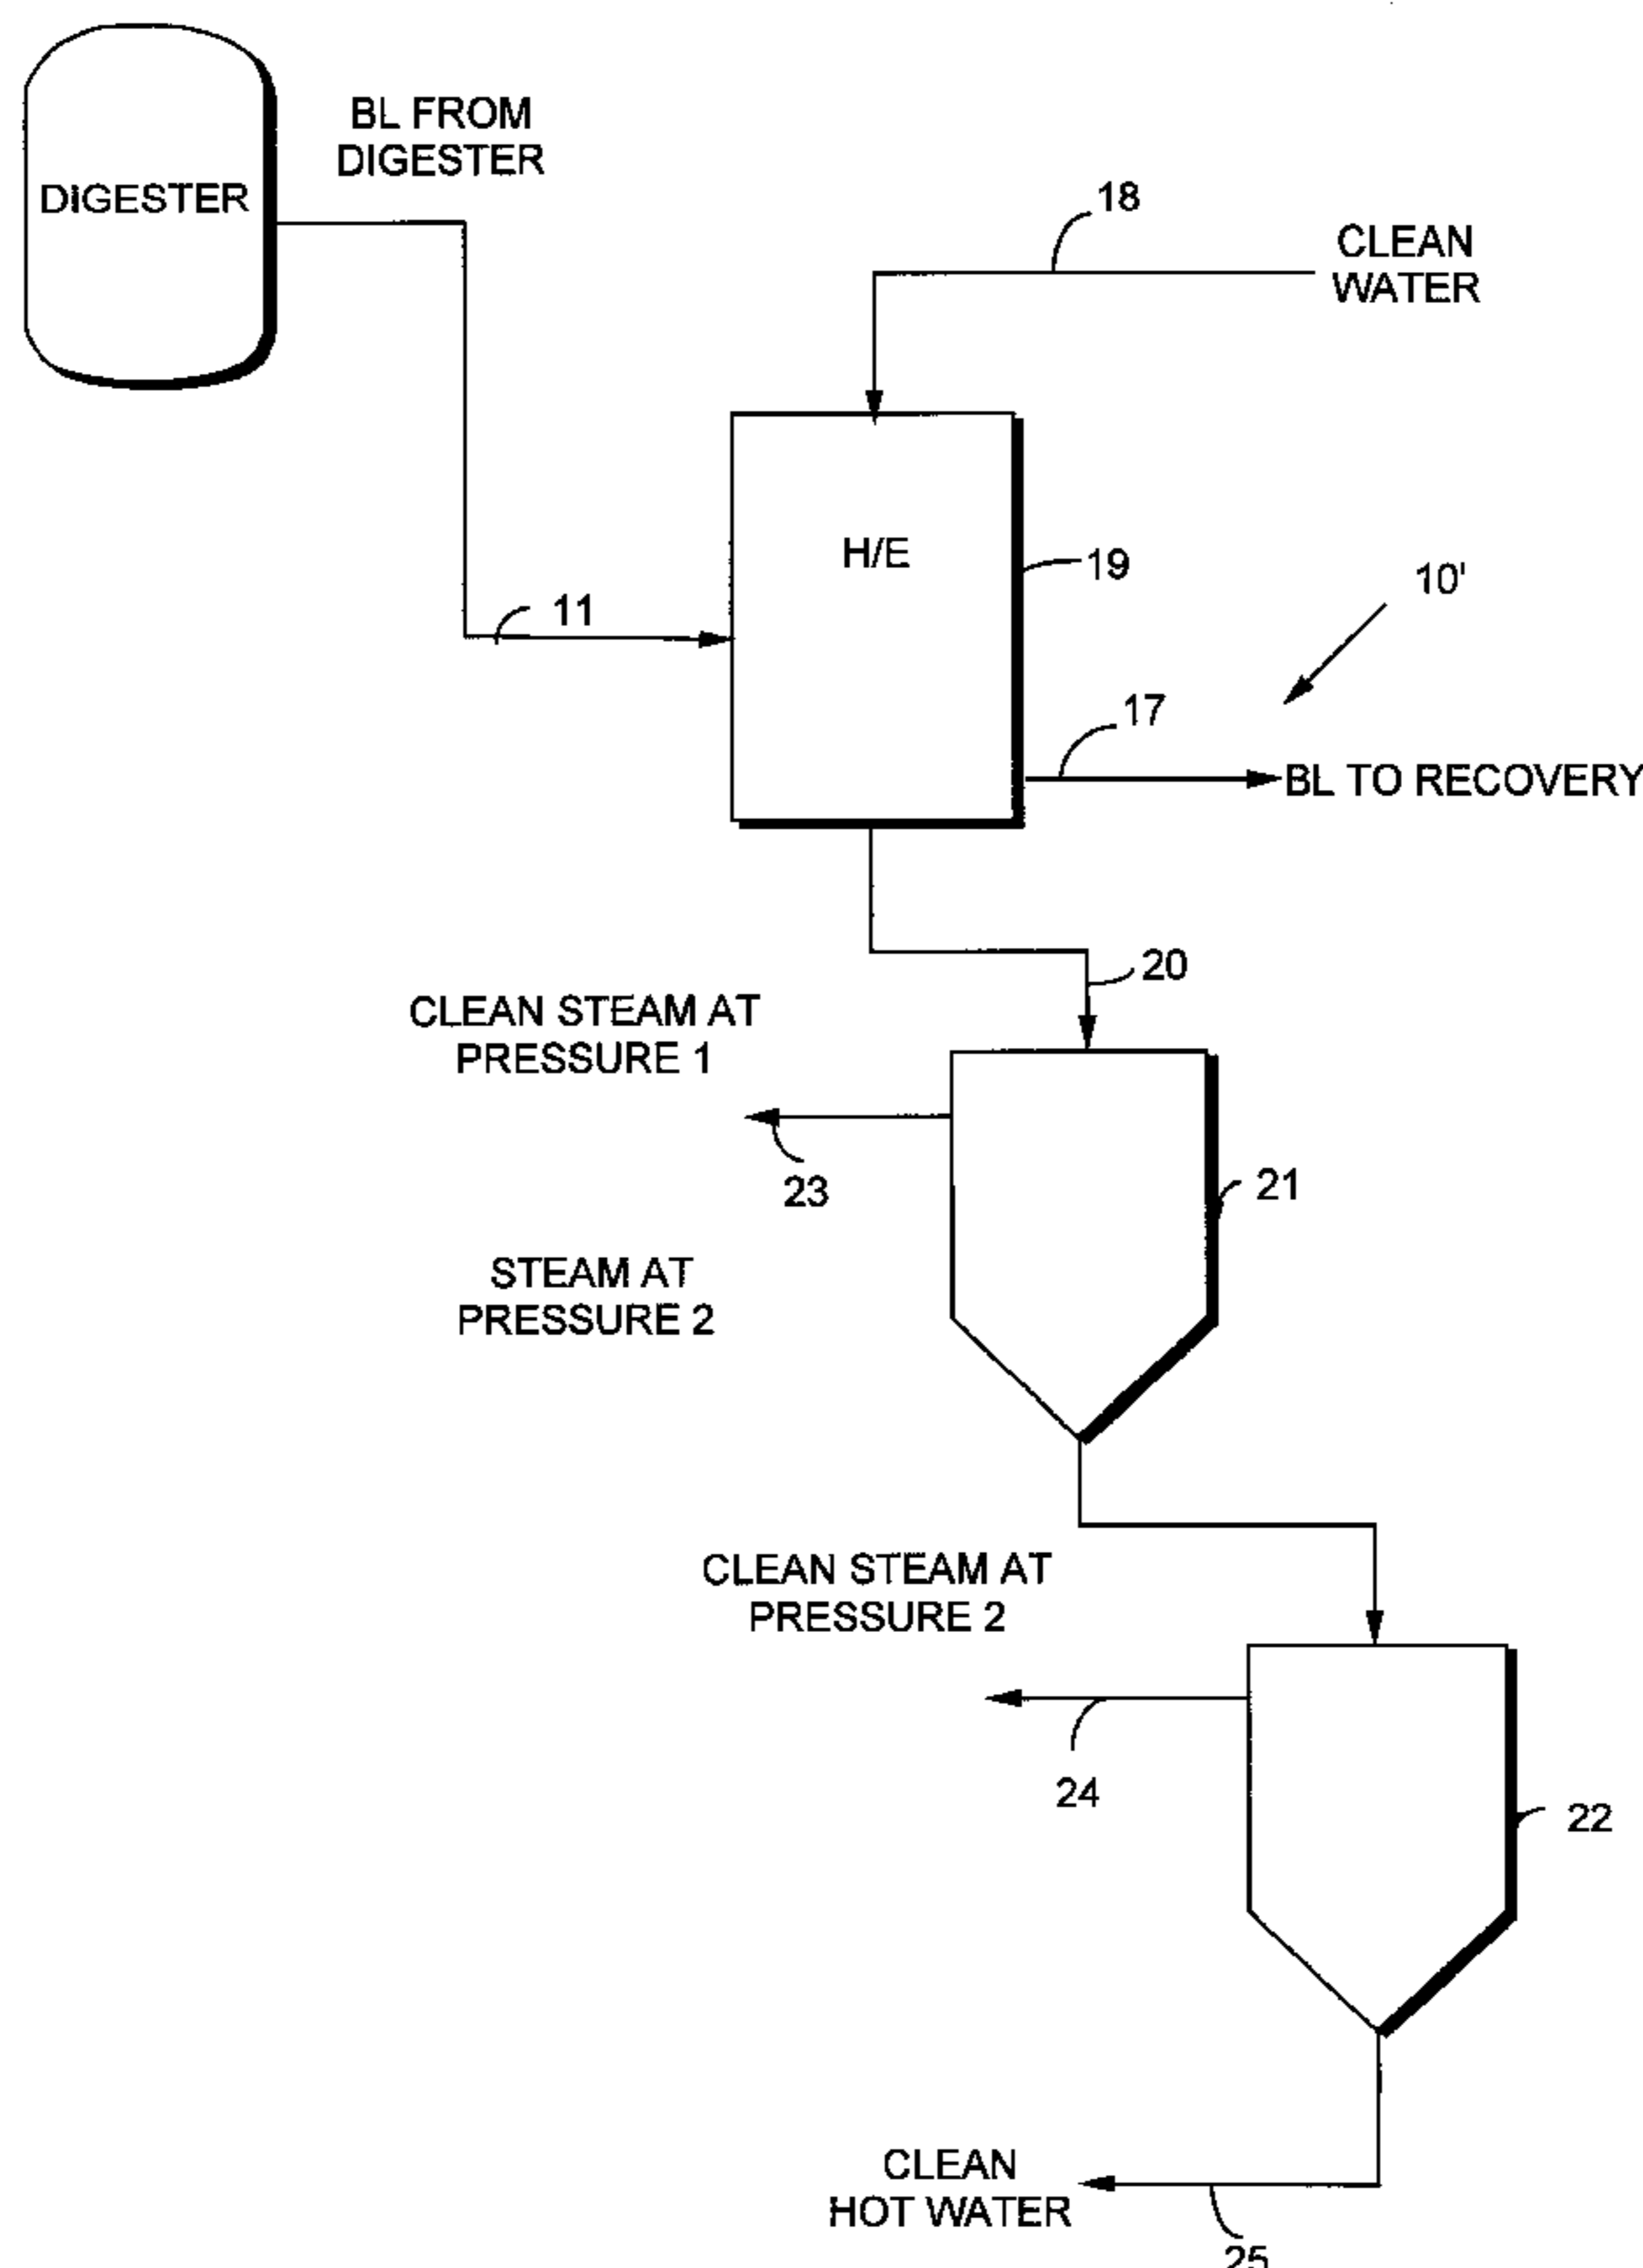 BL FROM
DIGESTER
DIGESTER
18
CLEAN
WATER
H/E
19
10'
11
17
BL TO RECOVERY
20
CLEAN STEAM AT
PRESSURE 1
23
21
STEAM AT
PRESSURE 2
CLEAN STEAM AT
PRESSURE 2
24
22
CLEAN
HOT WATER
25